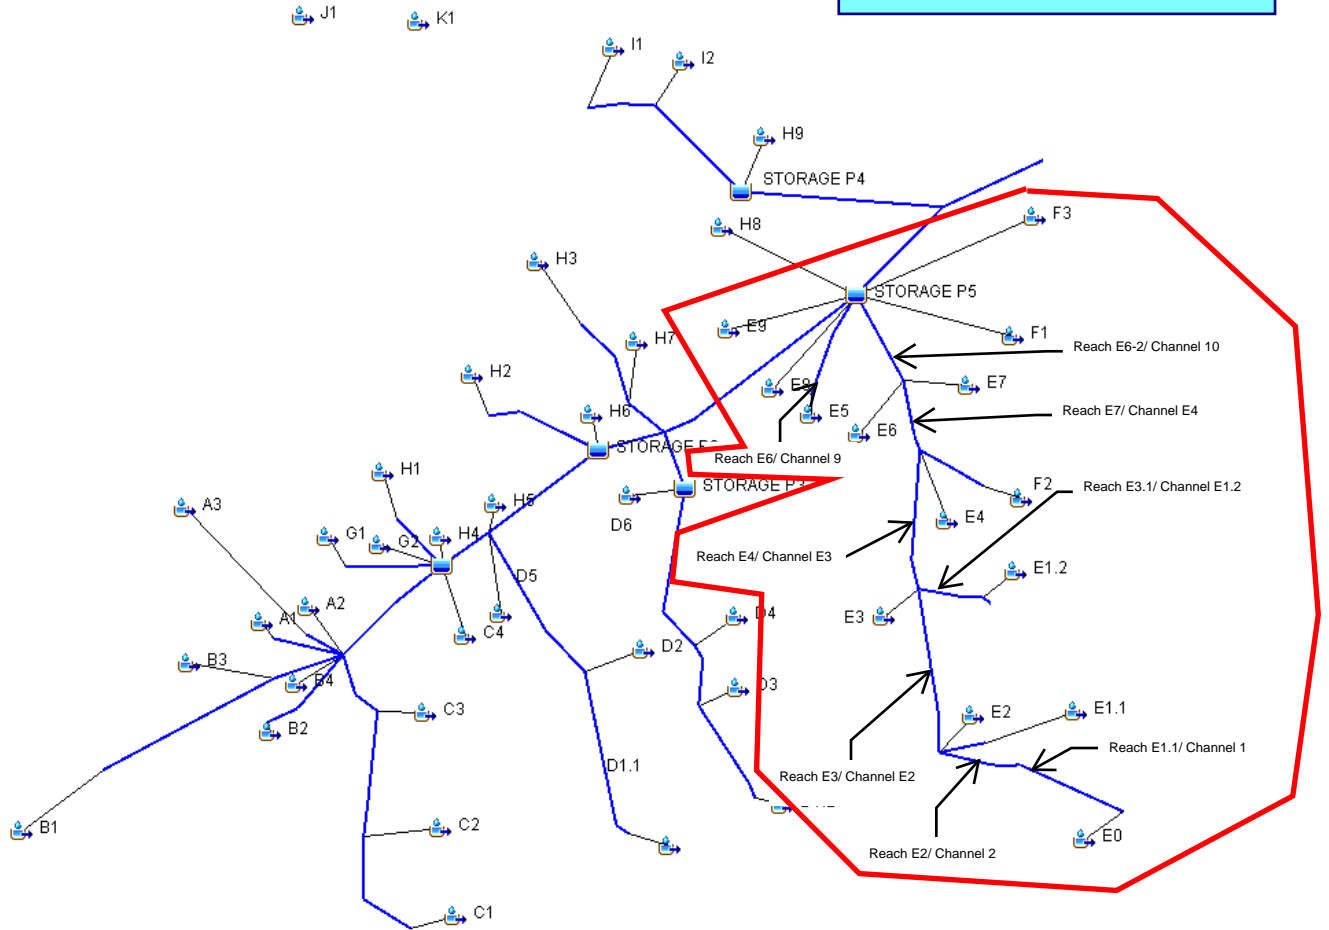 J1
K1
I1
I2
H9
STORAGE P4
F3
H8
H3
STORAGE P5
E9
F1
H7
Reach E6-2/ Channel 10
H2
E8
E7
H6
E5
Reach E7/ Channel E4
E6
STORAGE
Reach E6/ Channel 9
H1
STORAGE P3
Reach E3.1/ Channel E1.2
F2
A3
H5
D6
E4
G1
G2
H4
Reach E4/ Channel E3
D5
E1.2
A2
A1
D4
E3
C4
D2
B3
B4
D3
C3
E2
E1.1
B2
Reach E1.1/ Channel 1
D1.1
Reach E3/ Channel E2
B1
C2
E0
Reach E2/ Channel 2
C1